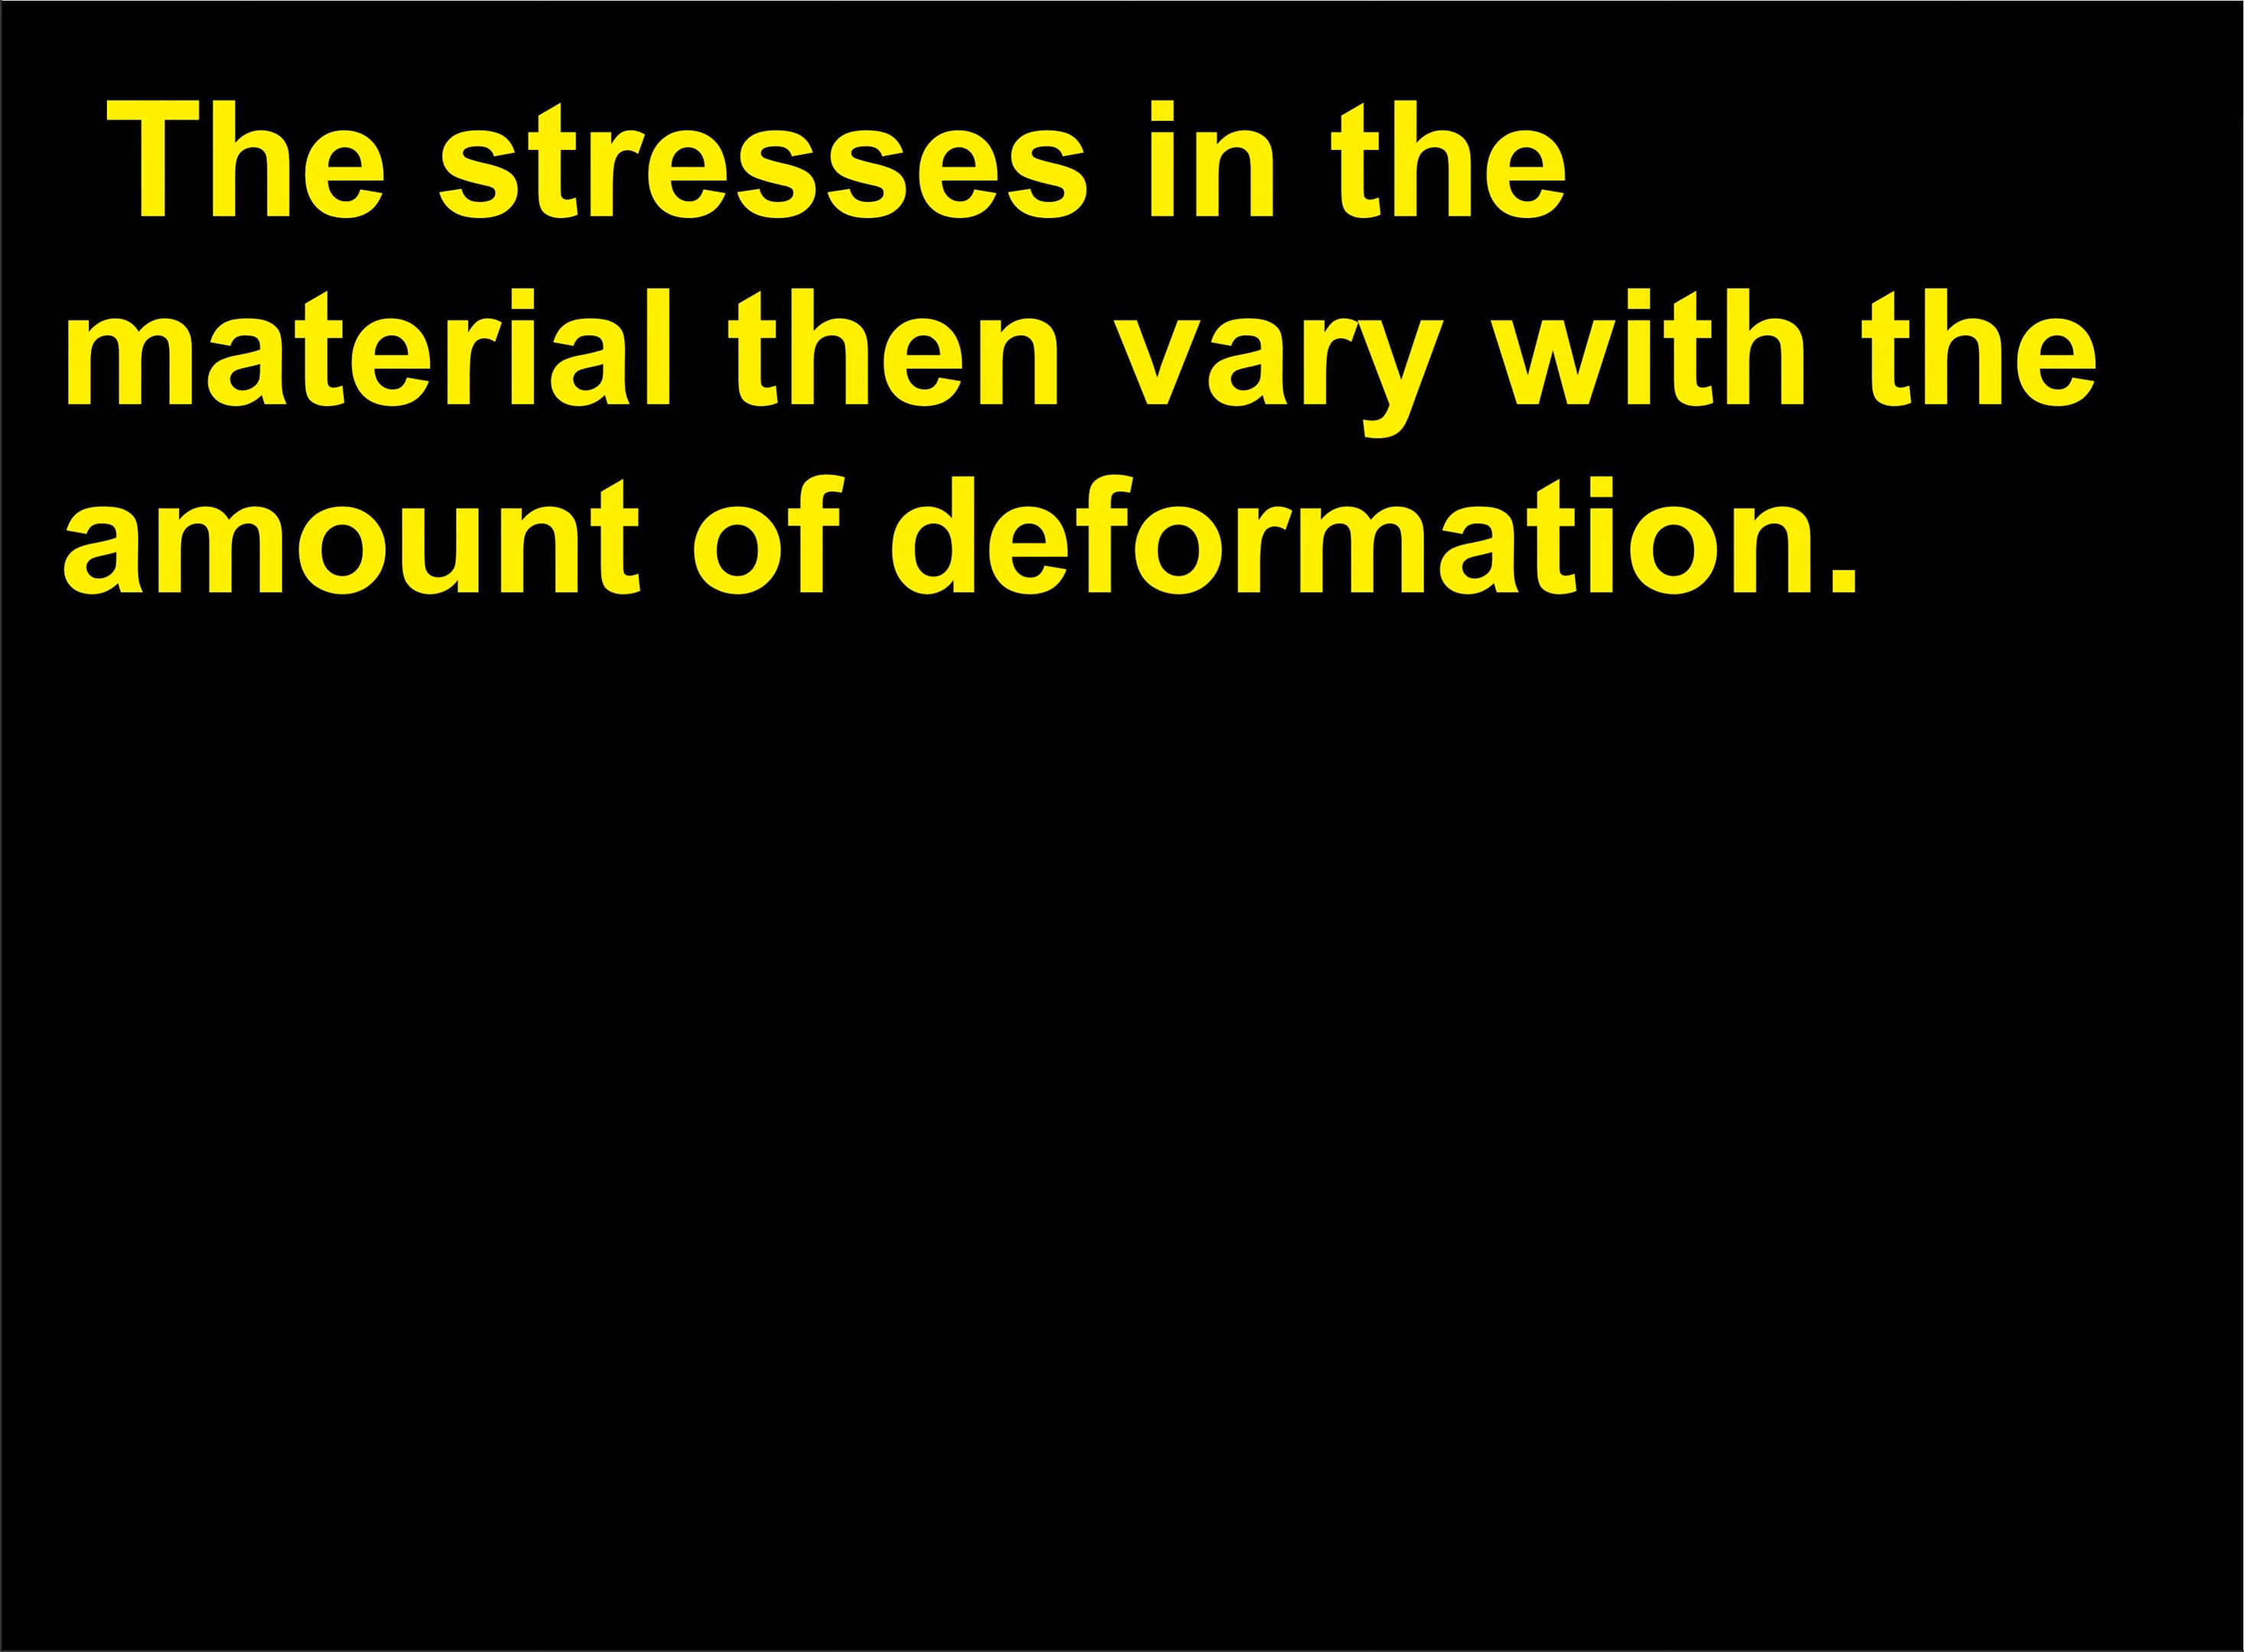 The stresses in the
material then vary with the
amount of deformation.